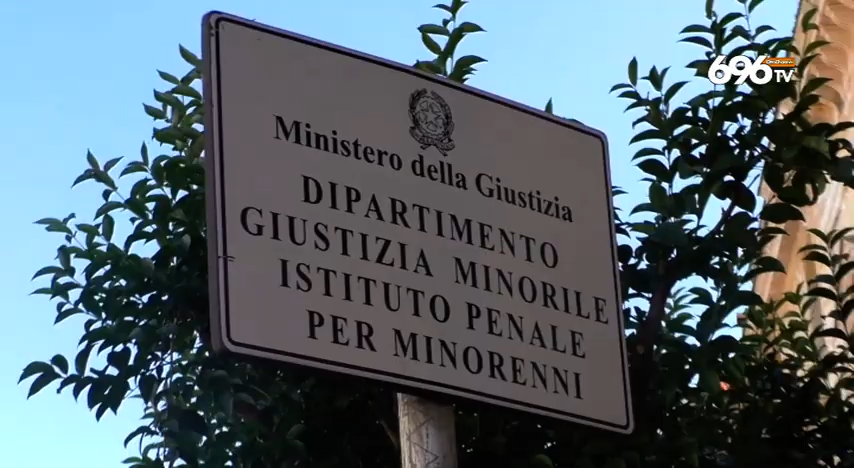 696 TV
Ministero della Giustizia
DIPARTIMENTO
GIUSTIZIA MINORILE
ISTITUTO PENALE
PER MINORENNI